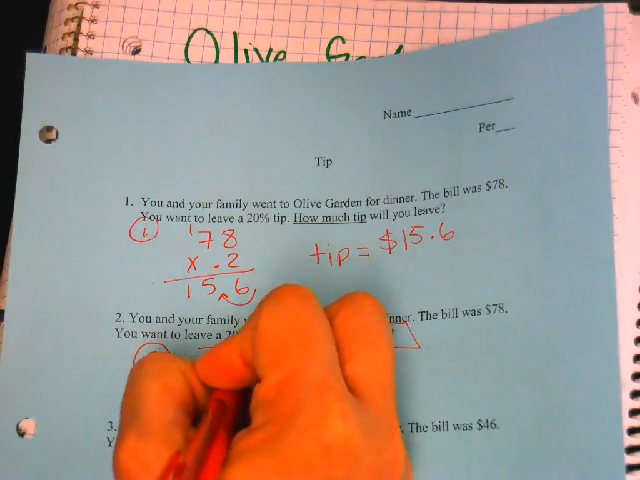 Olive
Name
Per
Tip
1. You and your family went to Olive Garden for dinner. The bill was $78.
You want to leave a 20% tip. How much tip will you leave?
1.
1
78
x .2
15 6
tip = $15.6
2. You and your family nner. The bill was $78.
You want to leave a
3. The bill was $46.
Y